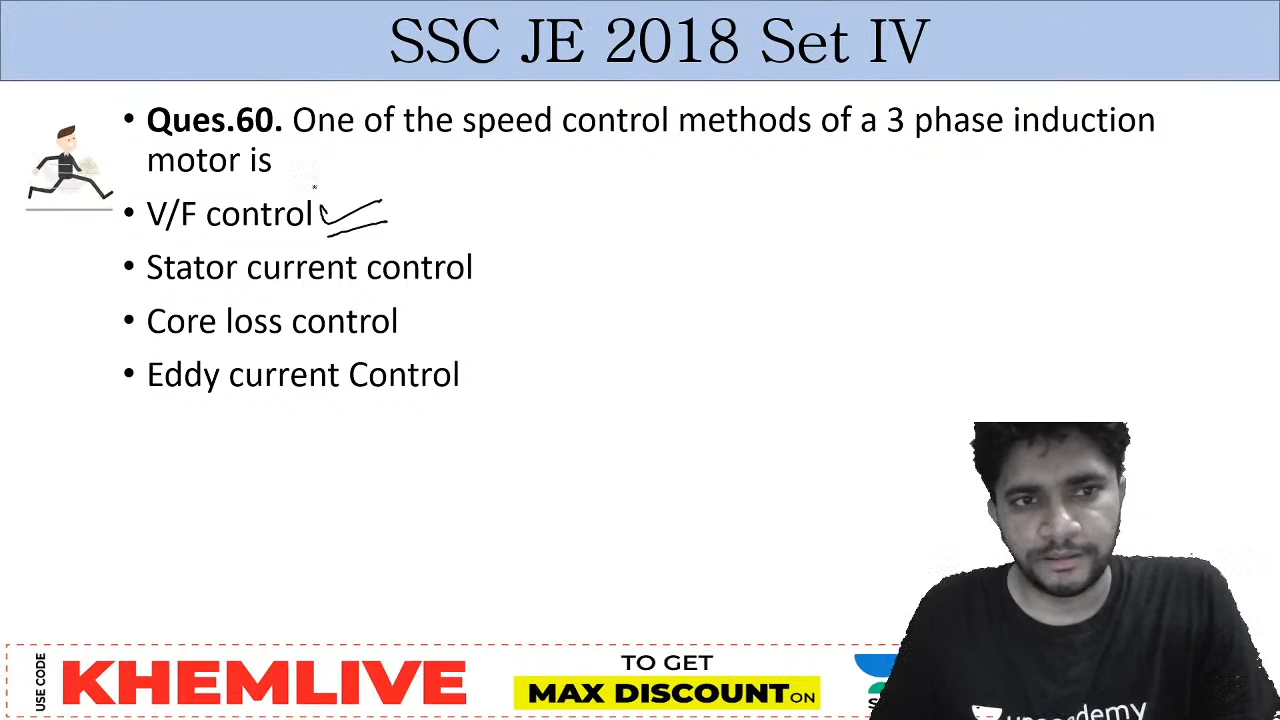 SSC JE 2018 Set IV
• Ques.60. One of the speed control methods of a 3 phase induction
motor is
• V/F control
• Stator current control
• Core loss control
• Eddy current Control
USE CODE
KHEMLIVE
TO GET
MAX DISCOUNT ON